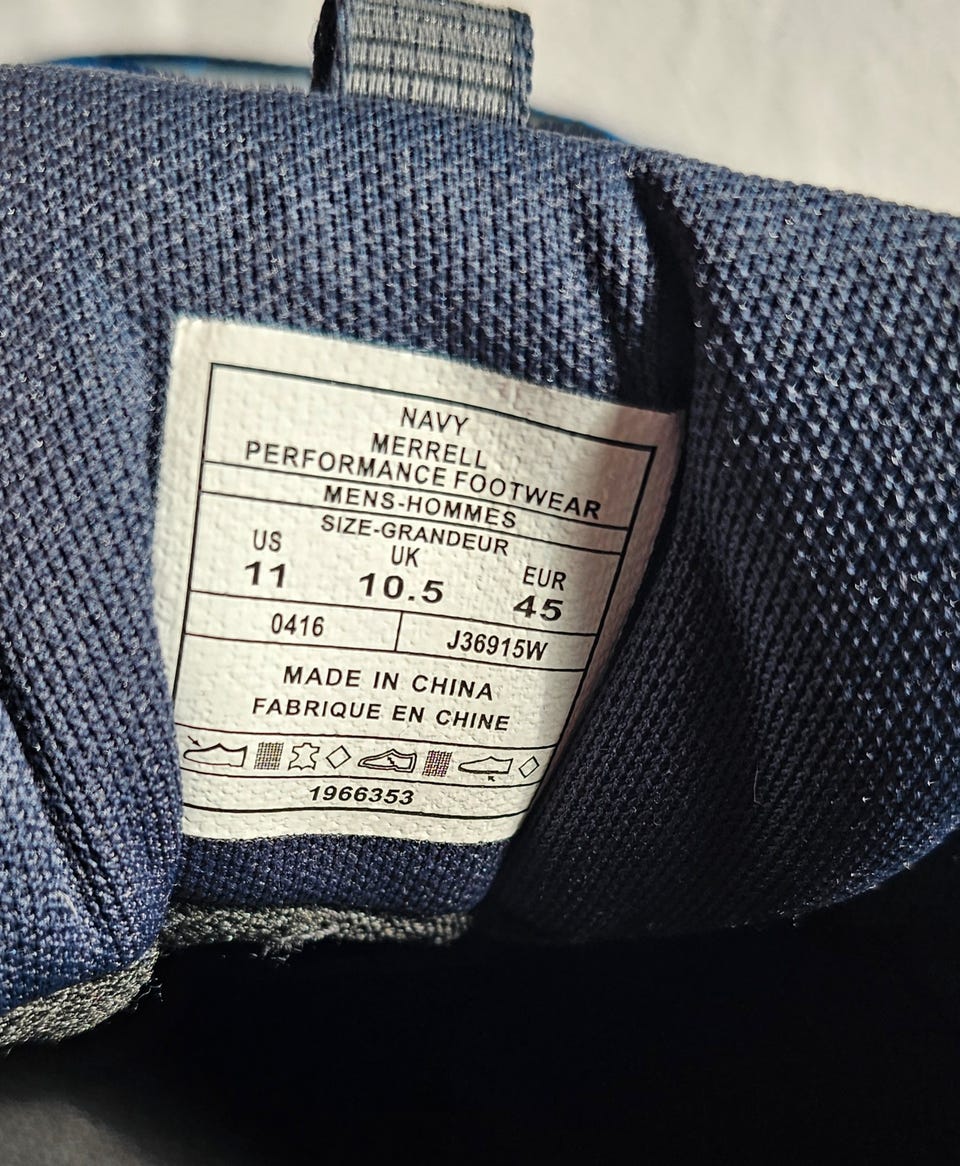 NAVY
MERRELL
PERFORMANCE FOOTWEAR
MENS-HOMMES
SIZE-GRANDEUR
US UK EUR
11 10.5 45
0416 J36915W
MADE IN CHINA
FABRIQUE EN CHINE
1966353